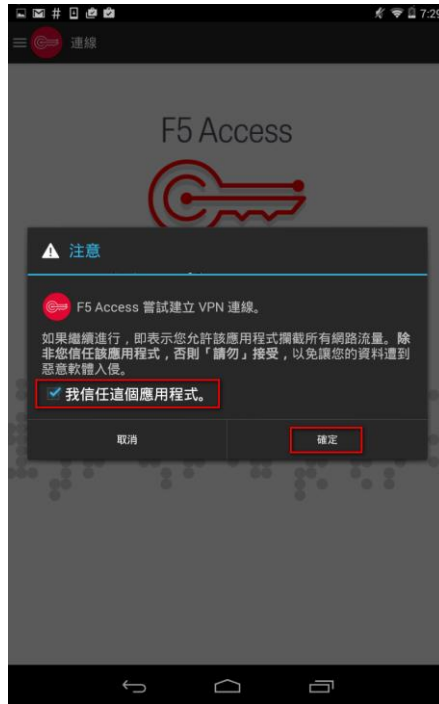 7:29
連線
F5 Access
注意
F5 Access 嘗試建立 VPN 連線。
如果繼續進行，即表示您允許該應用程式攔截所有網路流量。除
非您信任該應用程式，否則「請勿」接受，以免讓您的資料遭到
惡意軟體入侵。
我信任這個應用程式。
取消
確定